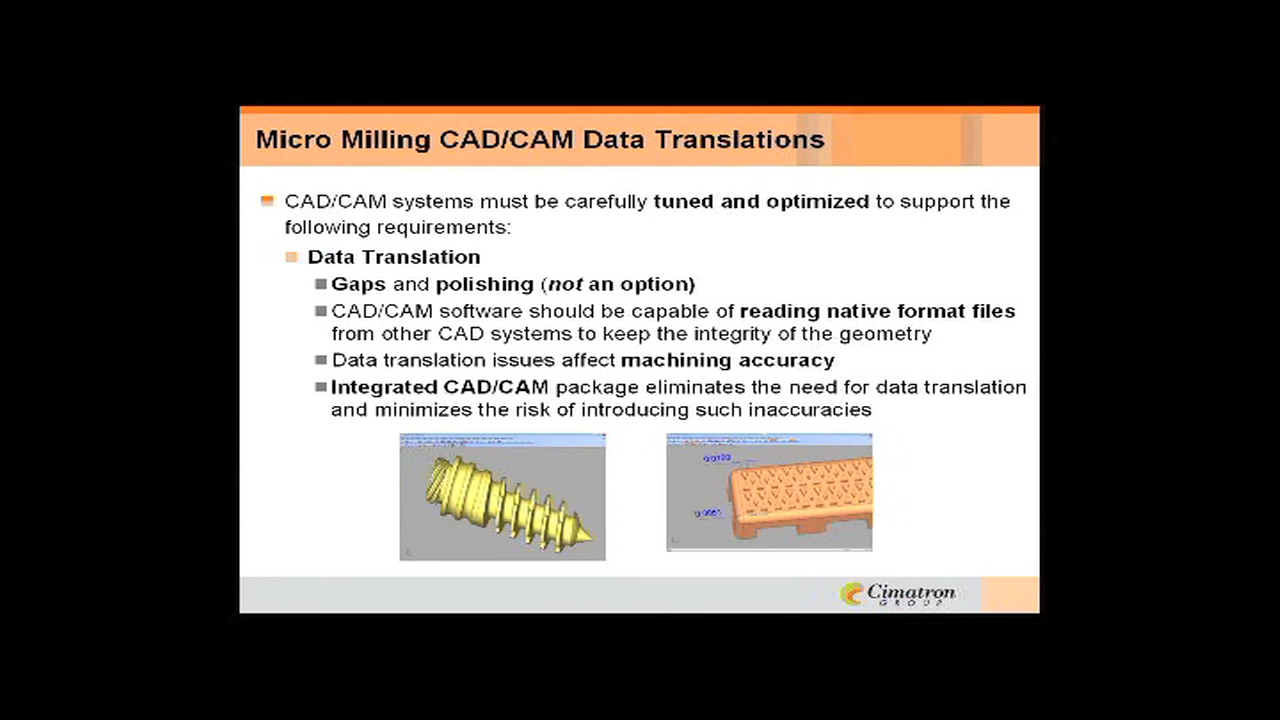 Micro Milling CAD/CAM Data Translations
CAD/CAM systems must be carefully tuned and optimized to support the
following requirements:
Data Translation
Gaps and polishing (not an option)
CAD/CAM software should be capable of reading native format files
from other CAD systems to keep the integrity of the geometry
Data translation issues affect machining accuracy
Integrated CAD/CAM package eliminates the need for data translation
and minimizes the risk of introducing such inaccuracies
Cimatron
GROUP